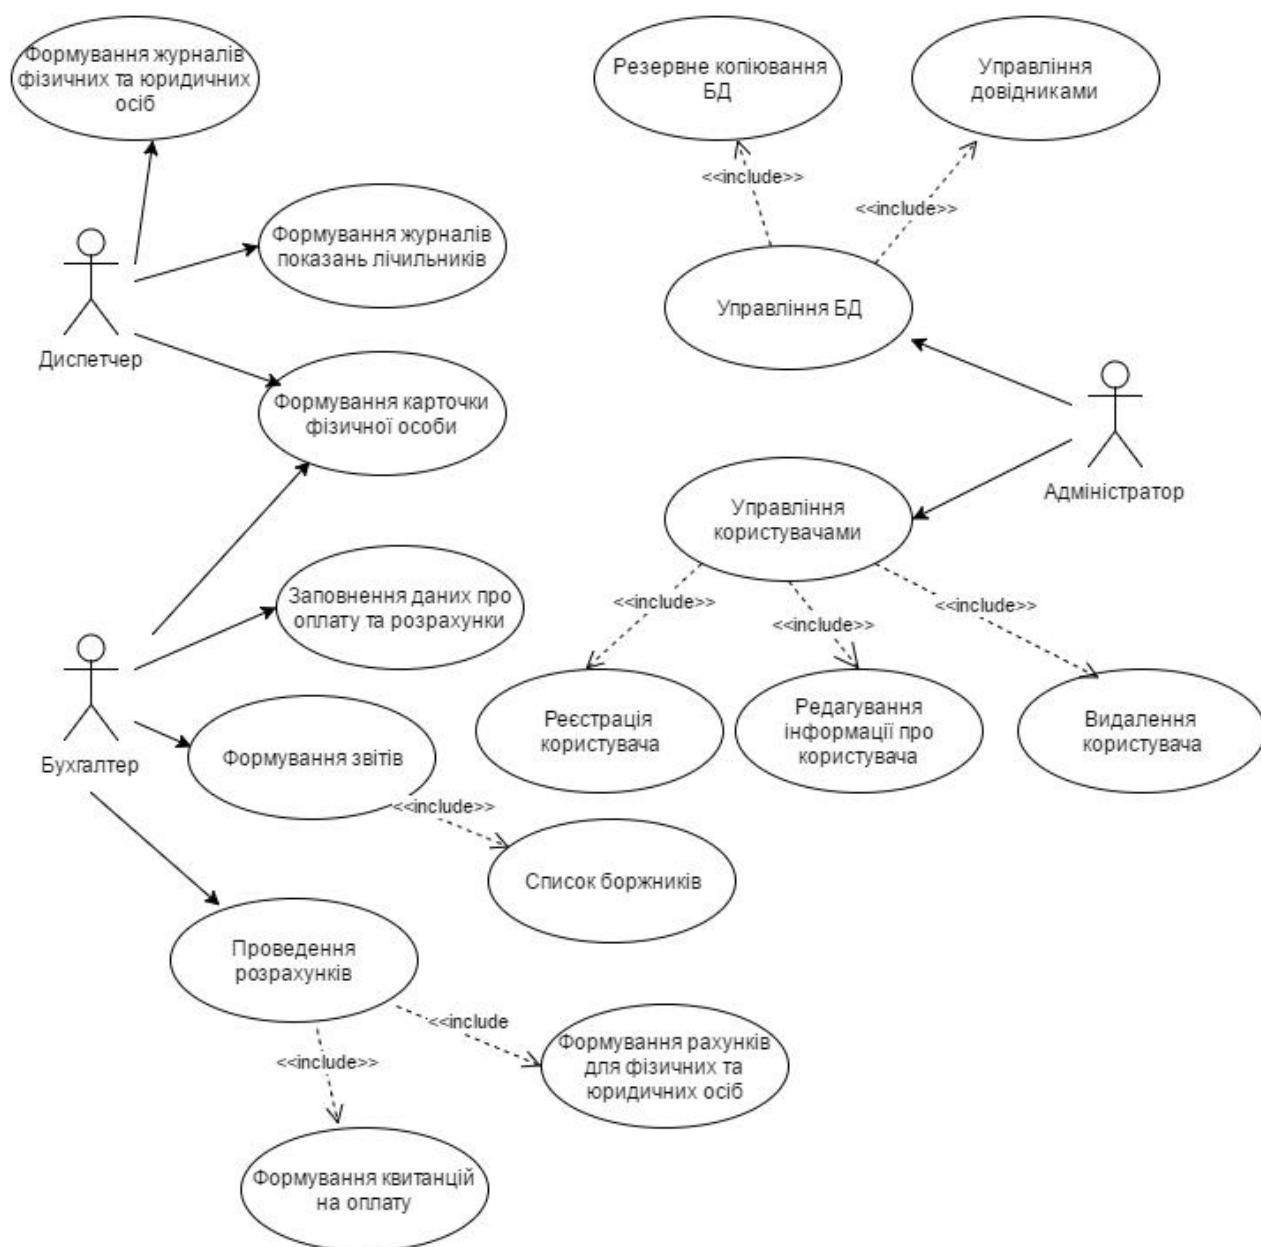 Формування журналів
фізичних та юридичних
осіб
Резервне копіювання
БД
Управління
довідниками
<<include>>
<<include>>
Формування журналів
показань лічильників
Управління БД
Диспетчер
Формування карточки
фізичної особи
Адміністратор
Управління
користувачами
<<include>>
<<include>>
<<include>>
Заповнення даних про
оплату та розрахунки
Реєстрація
користувача
Редагування
інформації про
користувача
Видалення
користувача
Бухгалтер
Формування звітів
<<include>>
Список боржників
Проведення
розрахунків
<<include
<<include>>
Формування рахунків
для фізичних та
юридичних осіб
Формування квитанцій
на оплату